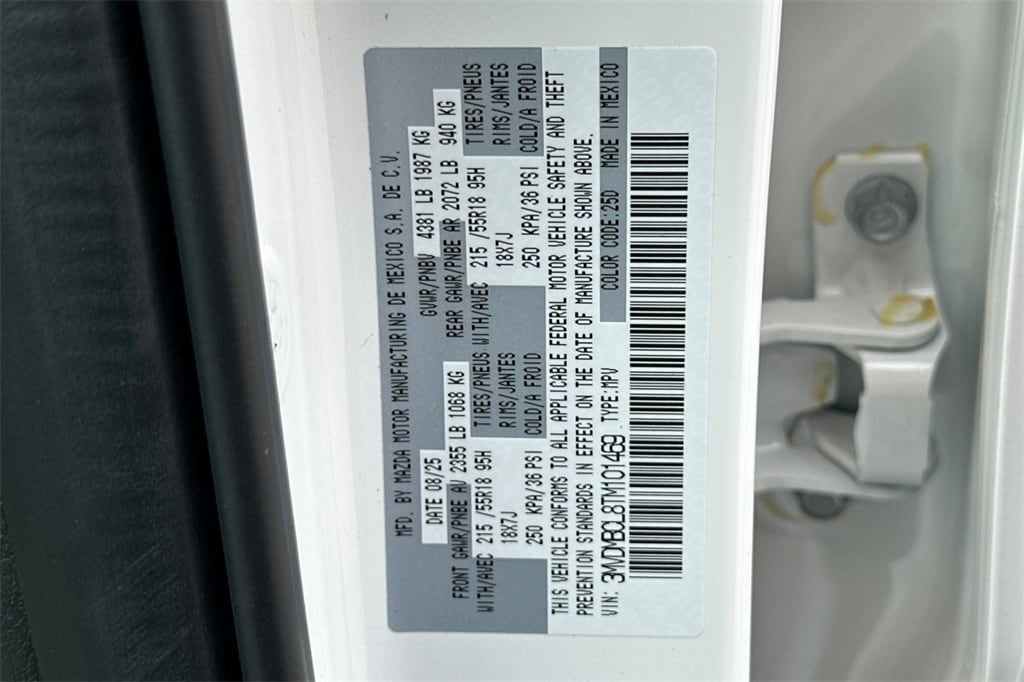 MFD. BY MAZDA MOTOR MANUFACTURING DE MEXICO S.A. DE C.V.
DATE 08/25 GVWR/PNBV 4381 LB 1987 KG
FRONT GAWR/PNBE AV 2355 LB 1068 KG REAR GAWR/PNBE AR 2072 LB 940 KG
WITH/AVEC 215 /55R18 95H TIRES/PNEUS WITH/AVEC 215 /55R18 95H TIRES/PNEUS
18X7J RIMS/JANTES 18X7J RIMS/JANTES
250 KPA/36 PSI COLD/A FROID 250 KPA/36 PSI COLD/A FROID
THIS VEHICLE CONFORMS TO ALL APPLICABLE FEDERAL MOTOR VEHICLE SAFETY AND THEFT
PREVENTION STANDARDS IN EFFECT ON THE DATE OF MANUFACTURE SHOWN ABOVE.
VIN: 3MVDMBCL8TM101469 TYPE:MPV COLOR CODE:25D MADE IN MEXICO